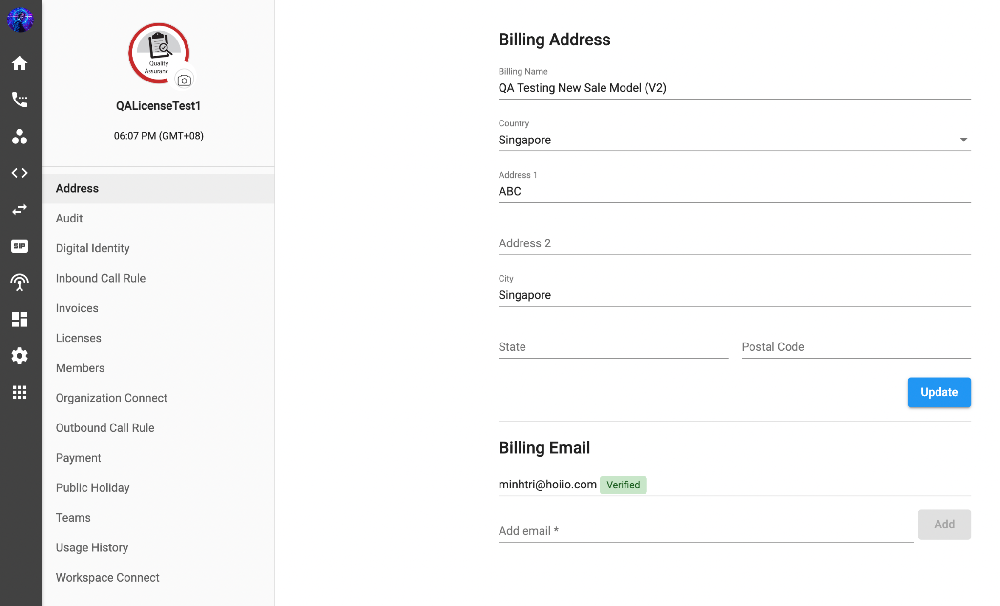 Quality
Assuranc
QALicenseTest1
06:07 PM (GMT+08)
SIP
Address
Audit
Digital Identity
Inbound Call Rule
Invoices
Licenses
Members
Organization Connect
Outbound Call Rule
Payment
Public Holiday
Teams
Usage History
Workspace Connect
Billing Address
Billing Name
QA Testing New Sale Model (V2)
Country
Singapore
Address 1
ABC
Address 2
City
Singapore
State
Postal Code
Update
Billing Email
minhtri@hoiio.com Verified
Add email *
Add